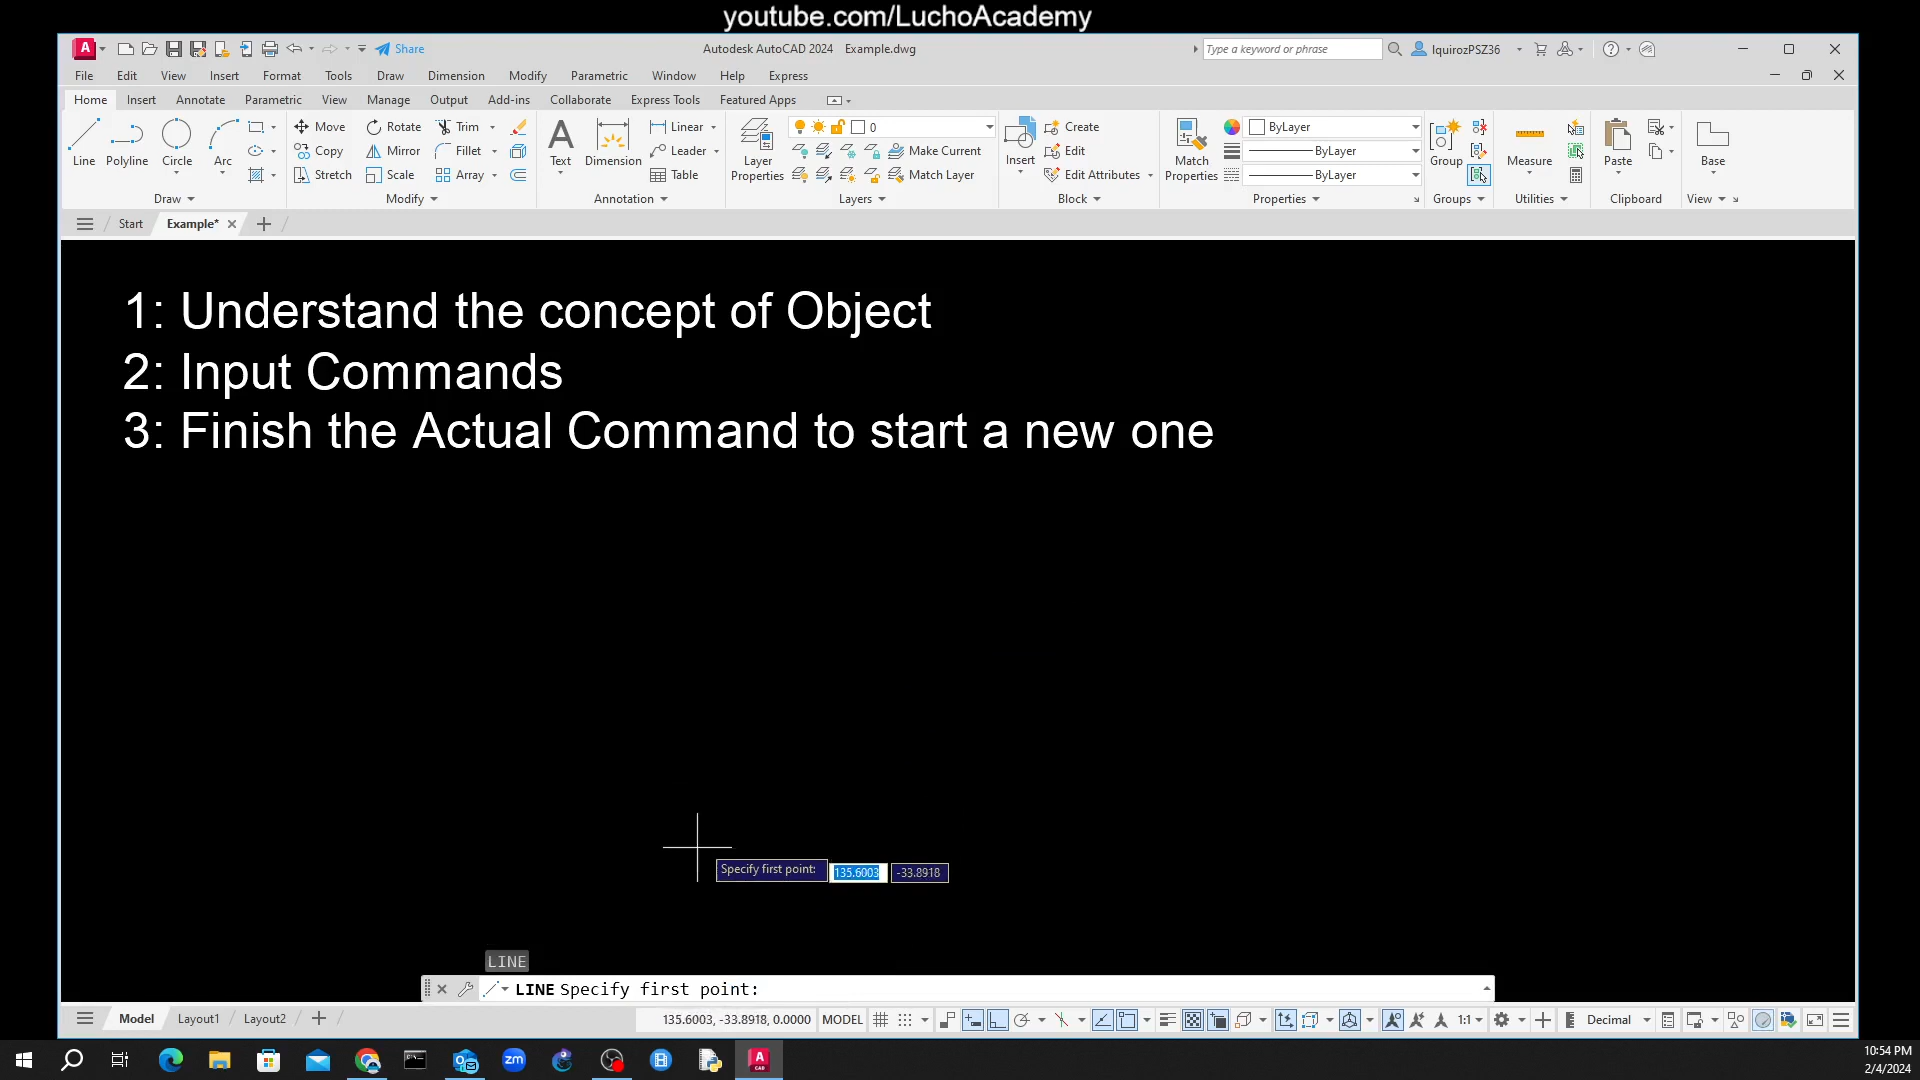 youtube.com/LuchoAcademy
Share
Autodesk AutoCAD 2024 Example.dwg
Type a keyword or phrase
lquirozPSZ36
File Edit View Insert Format Tools Draw Dimension Modify Parametric Window Help Express
Home Insert Annotate Parametric View Manage Output Add-ins Collaborate Express Tools Featured Apps
Line Polyline Circle Arc
Move Rotate Trim
Copy Mirror Fillet
Stretch Scale Array
Text Dimension
Linear
Leader
Table
Layer Properties
0
Make Current
Match Layer
Insert
Create
Edit
Edit Attributes
Match Properties
ByLayer
ByLayer
ByLayer
Group
Measure
Paste
Base
Draw Modify Annotation Layers Block Properties Groups Utilities Clipboard View
Start Example*
1: Understand the concept of Object
2: Input Commands
3: Finish the Actual Command to start a new one
Specify first point: 135.6003 -33.8918
LINE
LINE Specify first point:
Model Layout1 Layout2
135.6003, -33.8918, 0.0000 MODEL
1:1
Decimal
zm
A
CAD
10:54 PM
2/4/2024